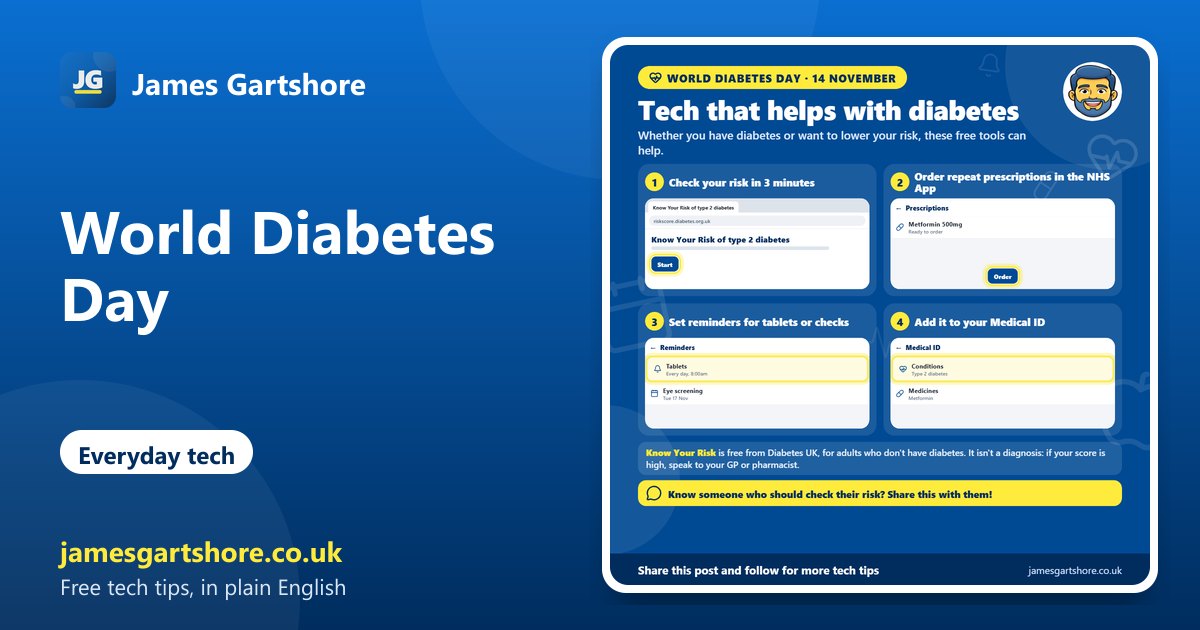 JG
James Gartshore
World Diabetes
Day
Everyday tech
jamesgartshore.co.uk
Free tech tips, in plain English
WORLD DIABETES DAY · 14 NOVEMBER
Tech that helps with diabetes
Whether you have diabetes or want to lower your risk, these free tools can
help.
1 Check your risk in 3 minutes
Know Your Risk of type 2 diabetes
riskscore.diabetes.org.uk
Know Your Risk of type 2 diabetes
Start
2 Order repeat prescriptions in the NHS
App
← Prescriptions
Metformin 500mg
Ready to order
Order
3 Set reminders for tablets or checks
← Reminders
Tablets
Every day, 8:00am
Eye screening
Tue 17 Nov
4 Add it to your Medical ID
← Medical ID
Conditions
Type 2 diabetes
Medicines
Metformin
Know Your Risk is free from Diabetes UK, for adults who don't have diabetes. It isn't a diagnosis: if your score is
high, speak to your GP or pharmacist.
Know someone who should check their risk? Share this with them!
Share this post and follow for more tech tips
jamesgartshore.co.uk